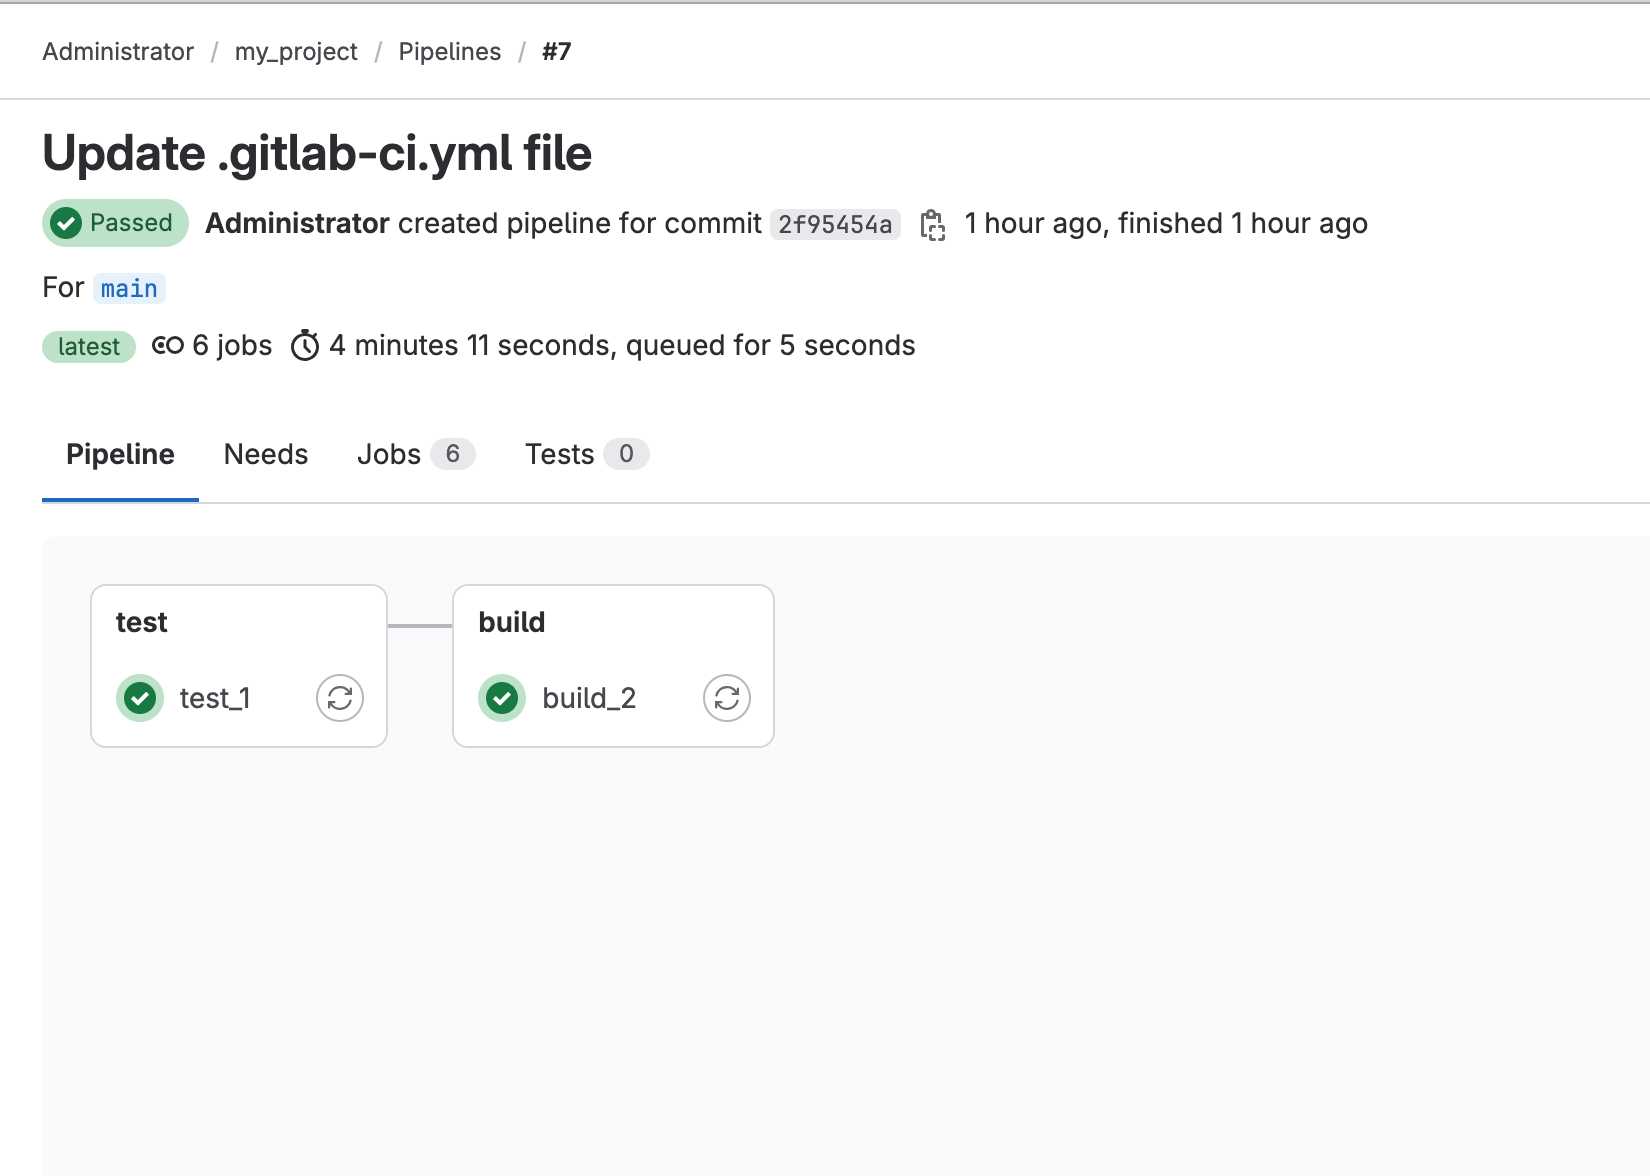 Administrator / my_project / Pipelines / #7
Update .gitlab-ci.yml file
Passed Administrator created pipeline for commit 2f95454a 1 hour ago, finished 1 hour ago
For main
latest 6 jobs 4 minutes 11 seconds, queued for 5 seconds
Pipeline Needs Jobs 6 Tests 0
test build
test_1 build_2